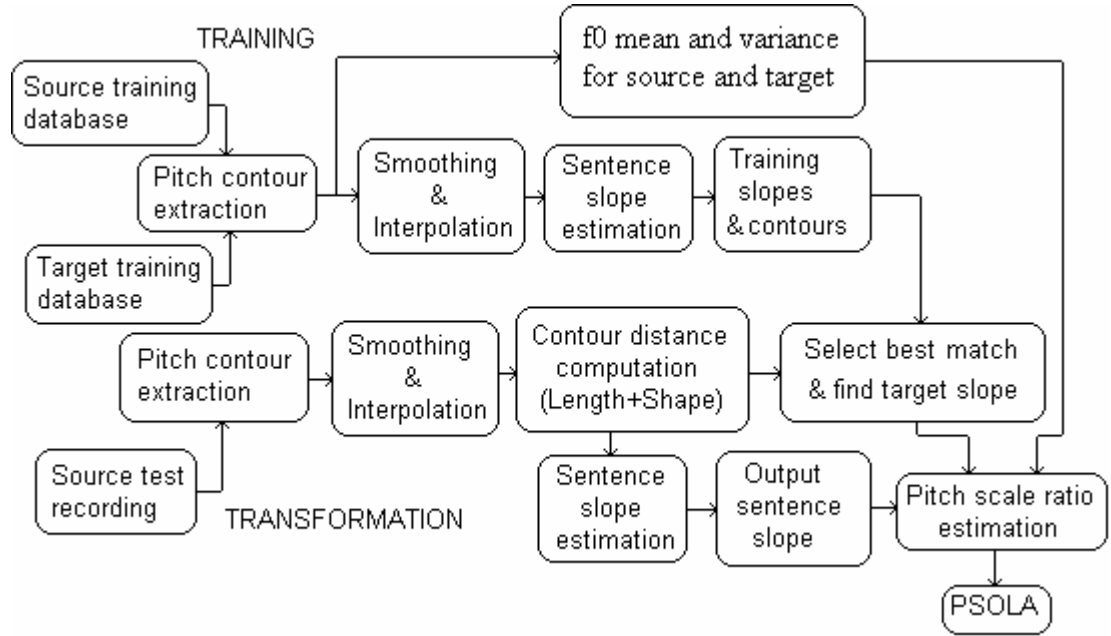 TRAINING
f0 mean and variance
for source and target
Source training
database
Pitch contour
extraction
Smoothing
&
Interpolation
Sentence
slope
estimation
Training
slopes
& contours
Target training
database
Pitch contour
extraction
Smoothing
&
Interpolation
Contour distance
computation
(Length+Shape)
Select best match
& find target slope
Source test
recording
TRANSFORMATION
Sentence
slope
estimation
Output
sentence
slope
Pitch scale ratio
estimation
PSOLA